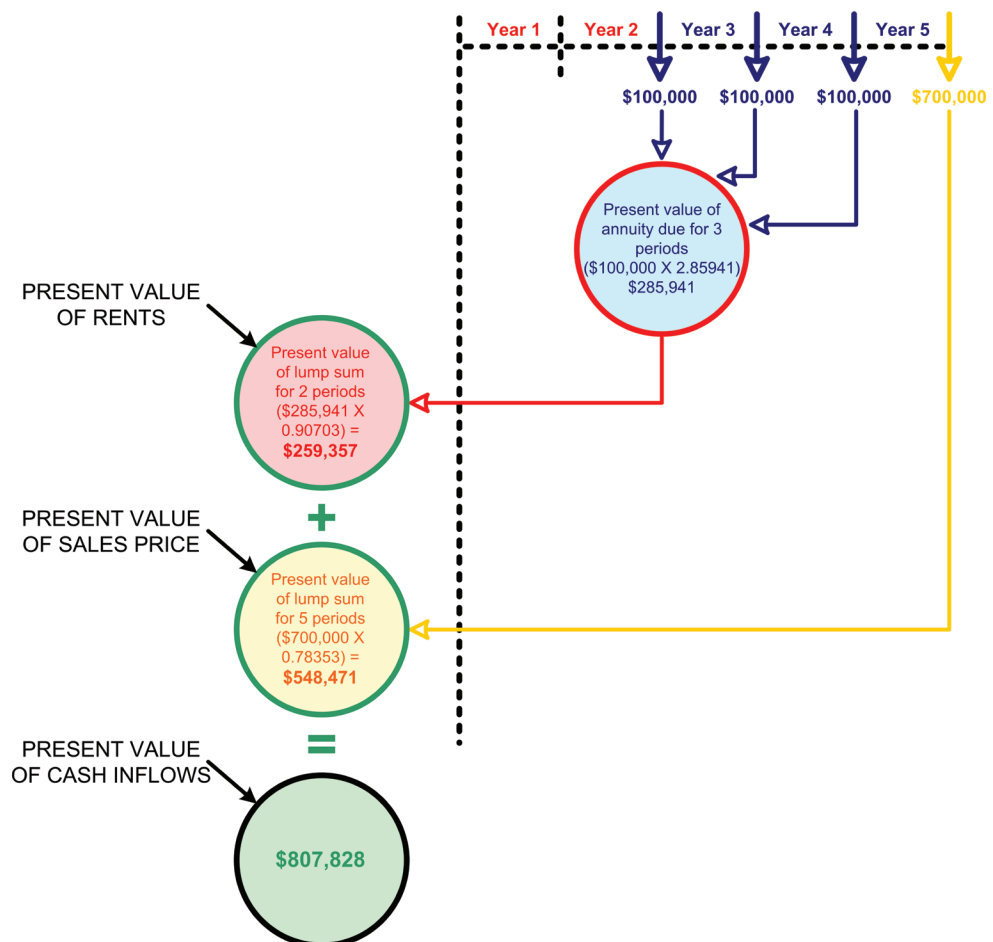 Year 1 Year 2 Year 3 Year 4 Year 5
$100,000 $100,000 $100,000 $700,000
Present value of
annuity due for 3
periods
($100,000 X 2.85941)
$285,941
PRESENT VALUE
OF RENTS
Present value
of lump sum
for 2 periods
($285,941 X
0.90703) =
$259,357
+
PRESENT VALUE
OF SALES PRICE
Present value
of lump sum
for 5 periods
($700,000 X
0.78353) =
$548,471
=
PRESENT VALUE
OF CASH INFLOWS
$807,828